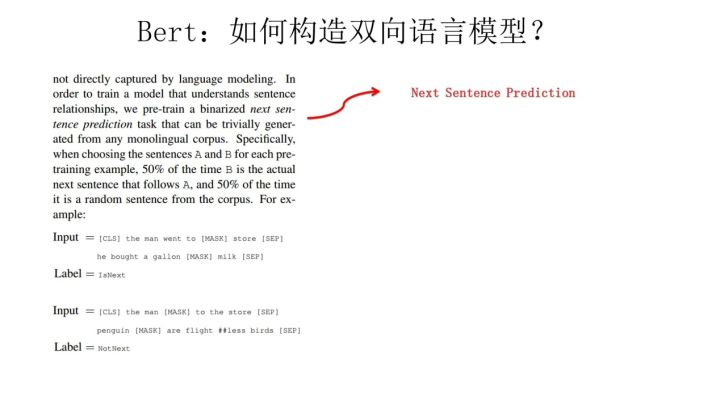 Bert：如何构造双向语言模型？
not directly captured by language modeling. In
order to train a model that understands sentence
relationships, we pre-train a binarized next sen-
tence prediction task that can be trivially gener-
ated from any monolingual corpus. Specifically,
when choosing the sentences A and B for each pre-
training example, 50% of the time B is the actual
next sentence that follows A, and 50% of the time
it is a random sentence from the corpus. For ex-
ample:
Next Sentence Prediction
Input = [CLS] the man went to [MASK] store [SEP]
he bought a gallon [MASK] milk [SEP]
Label = IsNext
Input = [CLS] the man [MASK] to the store [SEP]
penguin [MASK] are flight ##less birds [SEP]
Label = NotNext